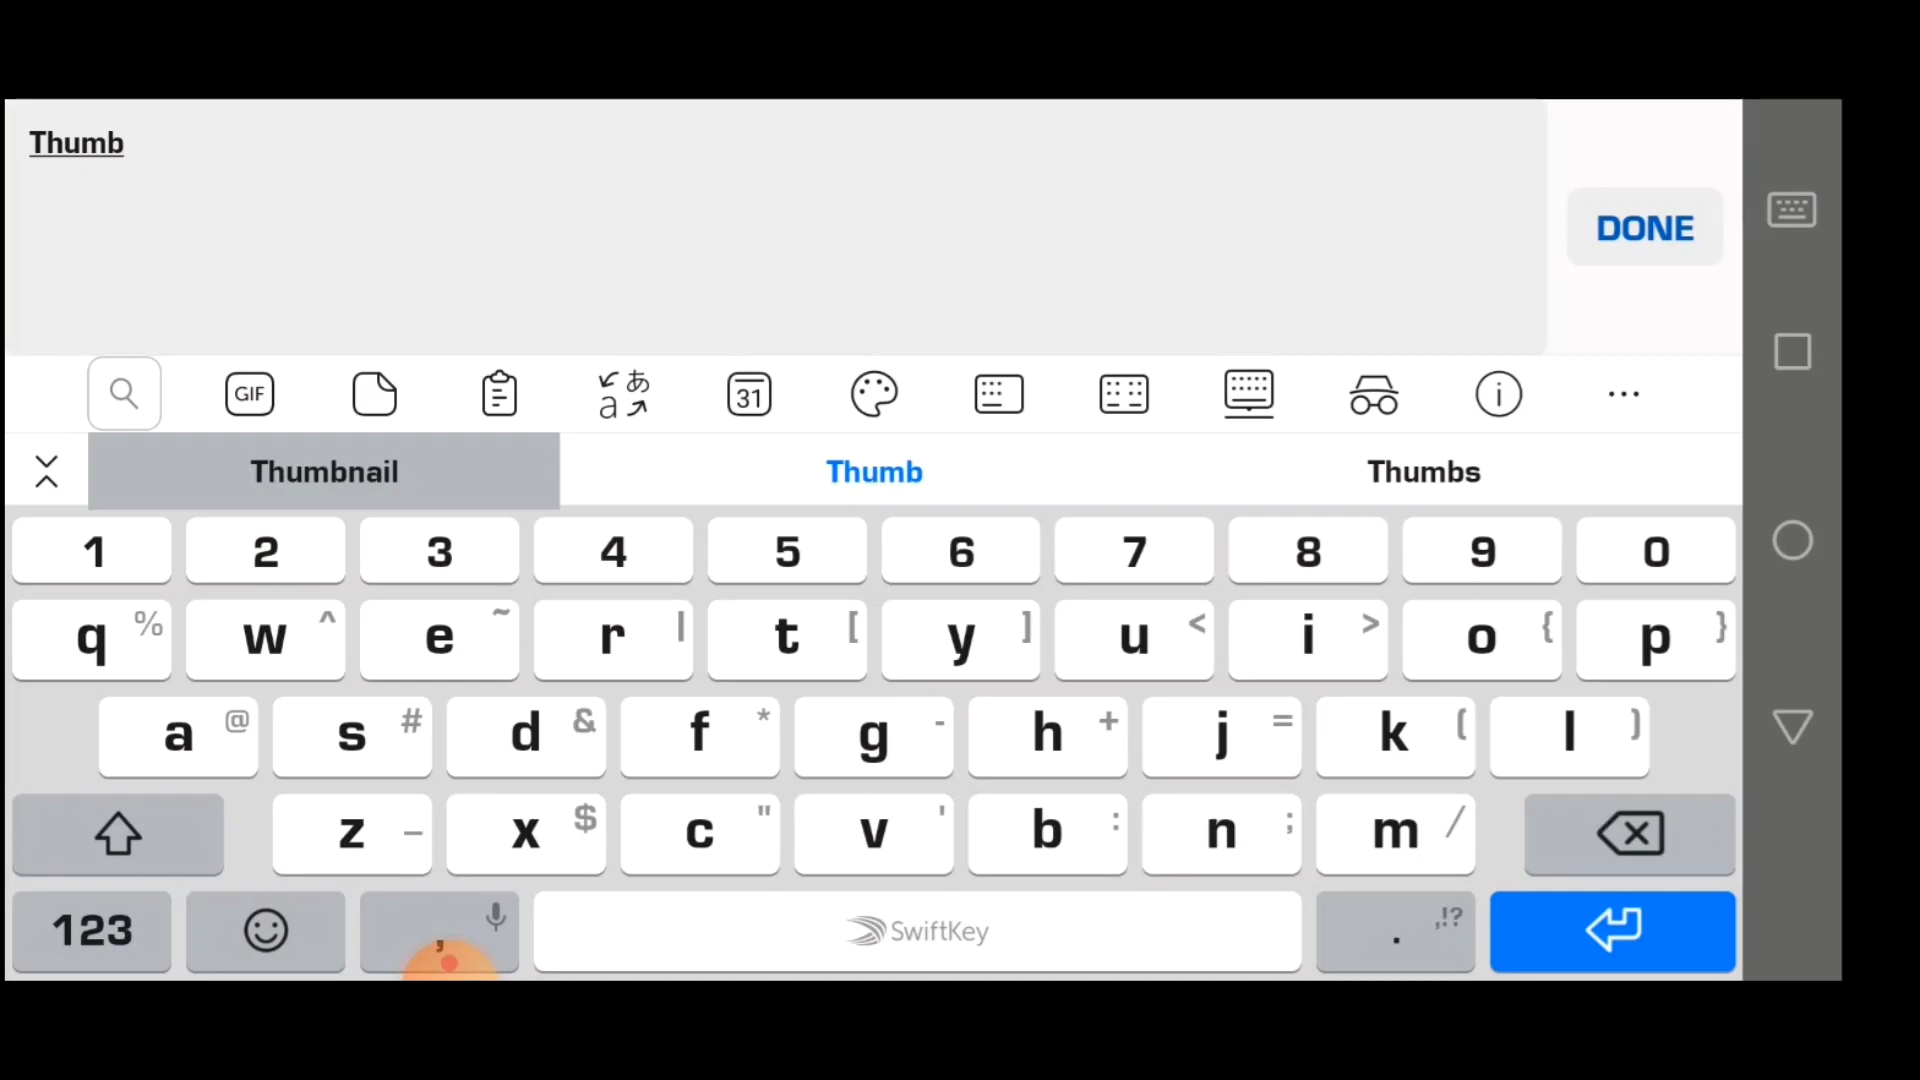 Thumb
DONE
GIF
あ
a
31
i
Thumbnail Thumb Thumbs
1 2 3 4 5 6 7 8 9 0
q % w ^ e ~ r | t [ y ] u < i > o { p }
a @ s # d & f * g - h + j = k ( l )
z _ x $ c " v ' b : n ; m /
123 , SwiftKey . ,!?